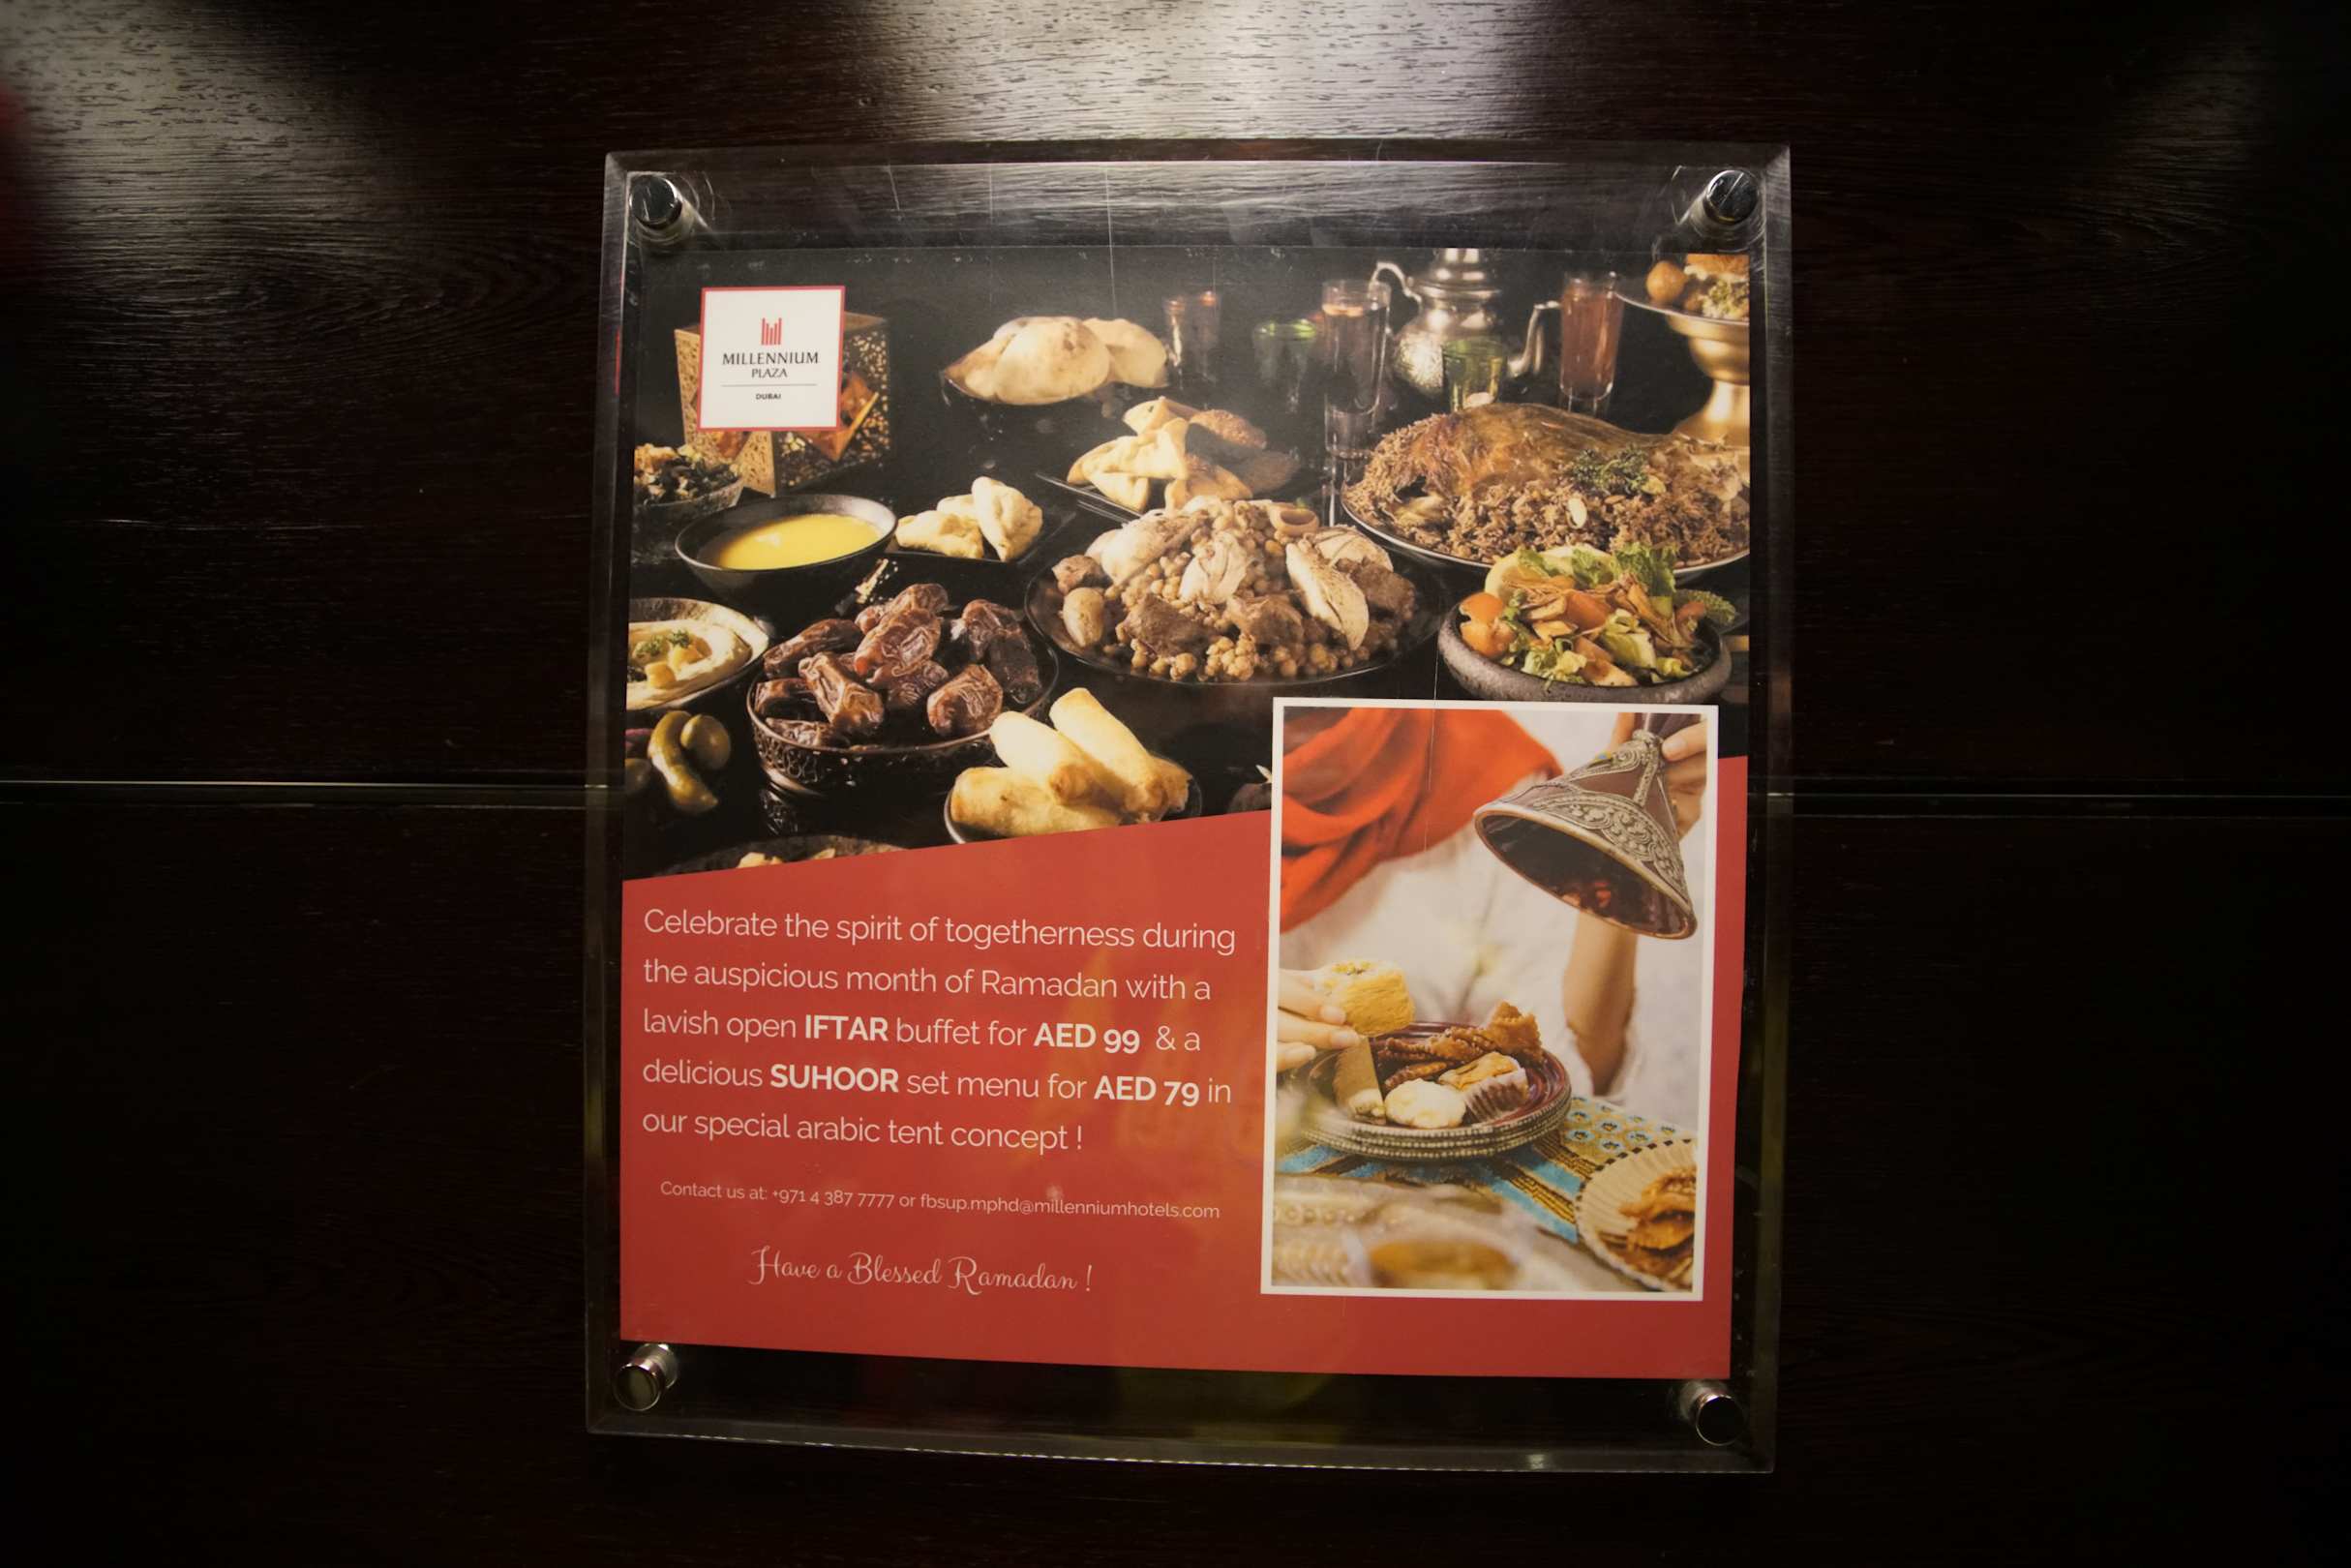 MILLENNIUM
PLAZA
DUBAI
Celebrate the spirit of togetherness during
the auspicious month of Ramadan with a
lavish open IFTAR buffet for AED 99 & a
delicious SUHOOR set menu for AED 79 in
our special arabic tent concept !
Contact us at: +971 4 387 7777 or fbsup.mphd@millenniumhotels.com
Have a Blessed Ramadan !